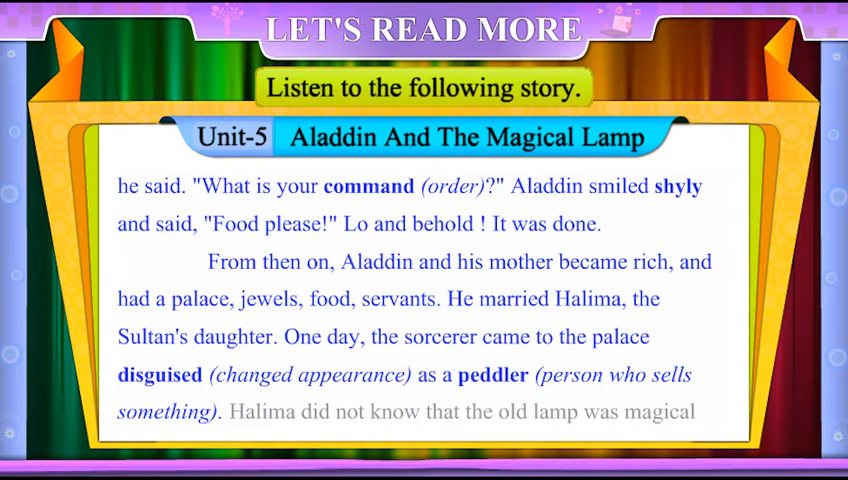 LET'S READ MORE
Listen to the following story.
Unit-5 Aladdin And The Magical Lamp
he said. "What is your command (order)?" Aladdin smiled shyly
and said, "Food please!" Lo and behold ! It was done.
From then on, Aladdin and his mother became rich, and
had a palace, jewels, food, servants. He married Halima, the
Sultan's daughter. One day, the sorcerer came to the palace
disguised (changed appearance) as a peddler (person who sells
something). Halima did not know that the old lamp was magical